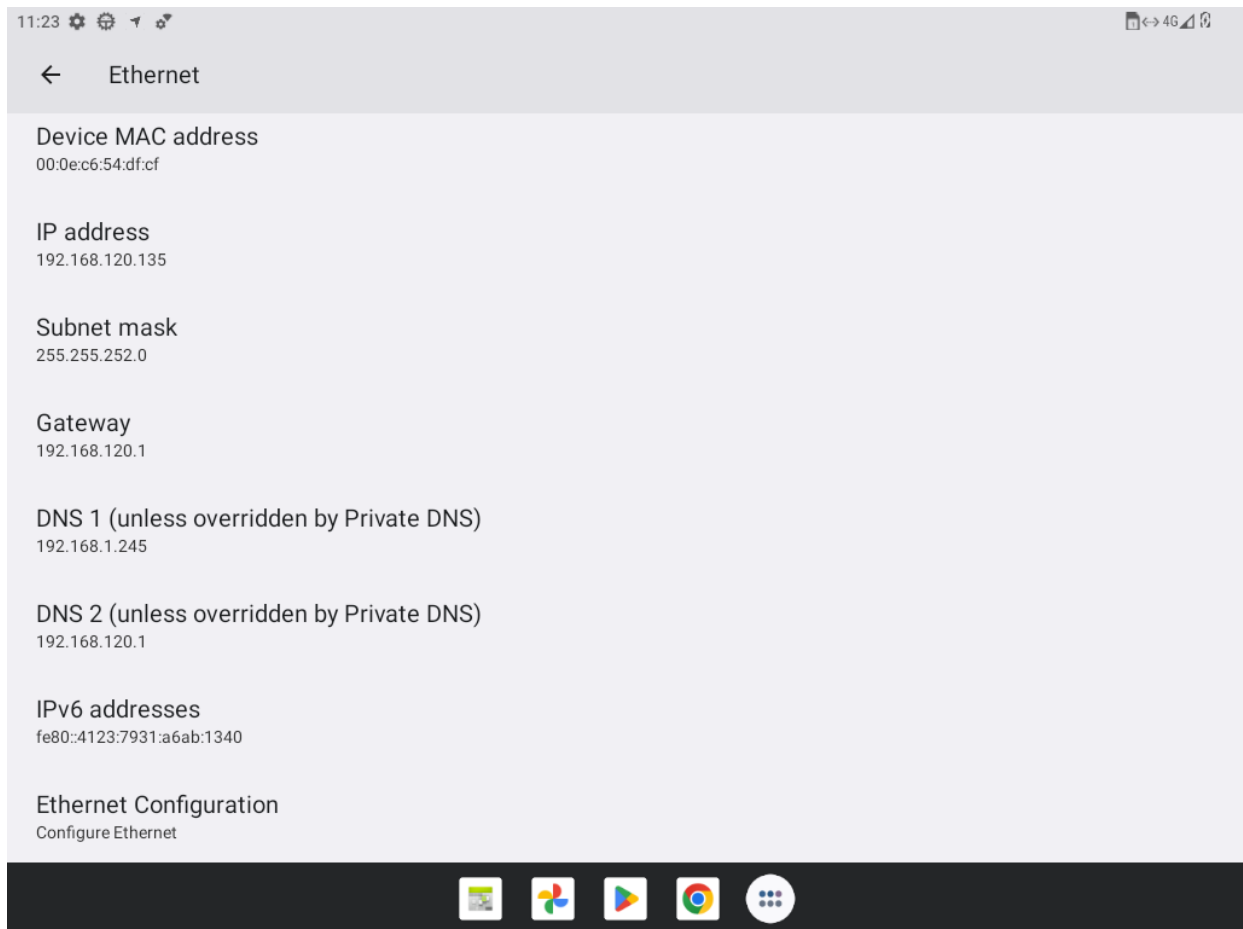 11:23
4G
Ethernet
Device MAC address
00:0e:c6:54:df:cf
IP address
192.168.120.135
Subnet mask
255.255.252.0
Gateway
192.168.120.1
DNS 1 (unless overridden by Private DNS)
192.168.1.245
DNS 2 (unless overridden by Private DNS)
192.168.120.1
IPv6 addresses
fe80::4123:7931:a6ab:1340
Ethernet Configuration
Configure Ethernet